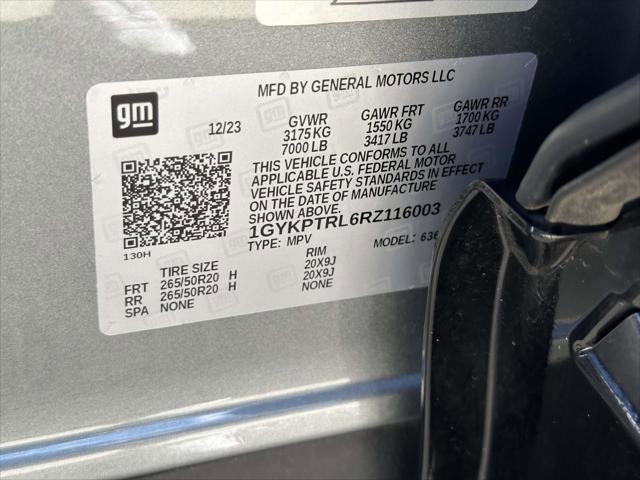 gm
MFD BY GENERAL MOTORS LLC
12/23
GVWR GAWR FRT GAWR RR
3175 KG 1550 KG 1700 KG
7000 LB 3417 LB 3747 LB
THIS VEHICLE CONFORMS TO ALL
APPLICABLE U.S. FEDERAL MOTOR
VEHICLE SAFETY STANDARDS IN EFFECT
ON THE DATE OF MANUFACTURE
SHOWN ABOVE.
1GYKPTRL6RZ116003
TYPE: MPV MODEL: 636
130H
TIRE SIZE RIM
FRT 265/50R20 H 20X9J
RR 265/50R20 H 20X9J
SPA NONE NONE